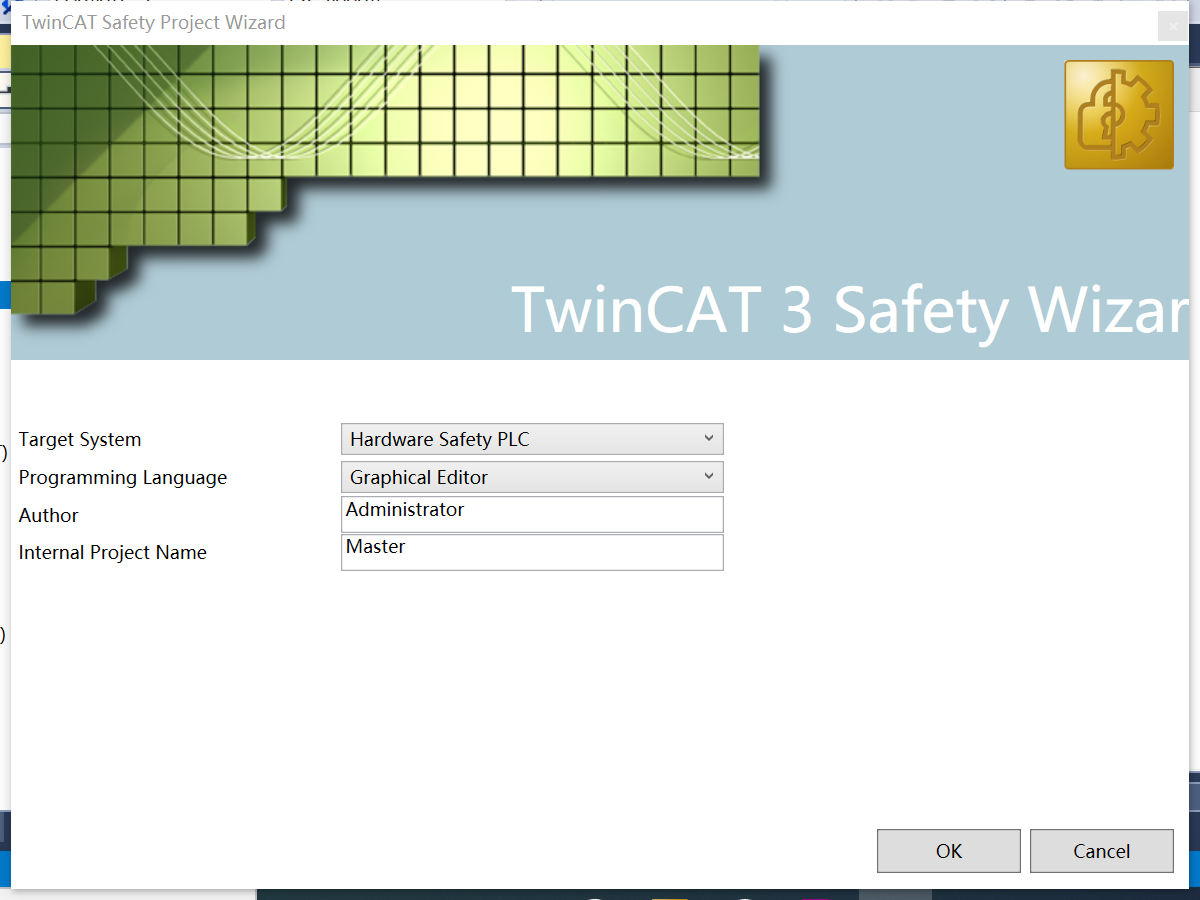 TwinCAT Safety Project Wizard
TwinCAT 3 Safety Wizar
Target System
Hardware Safety PLC
Programming Language
Graphical Editor
Author
Administrator
Internal Project Name
Master
OK
Cancel